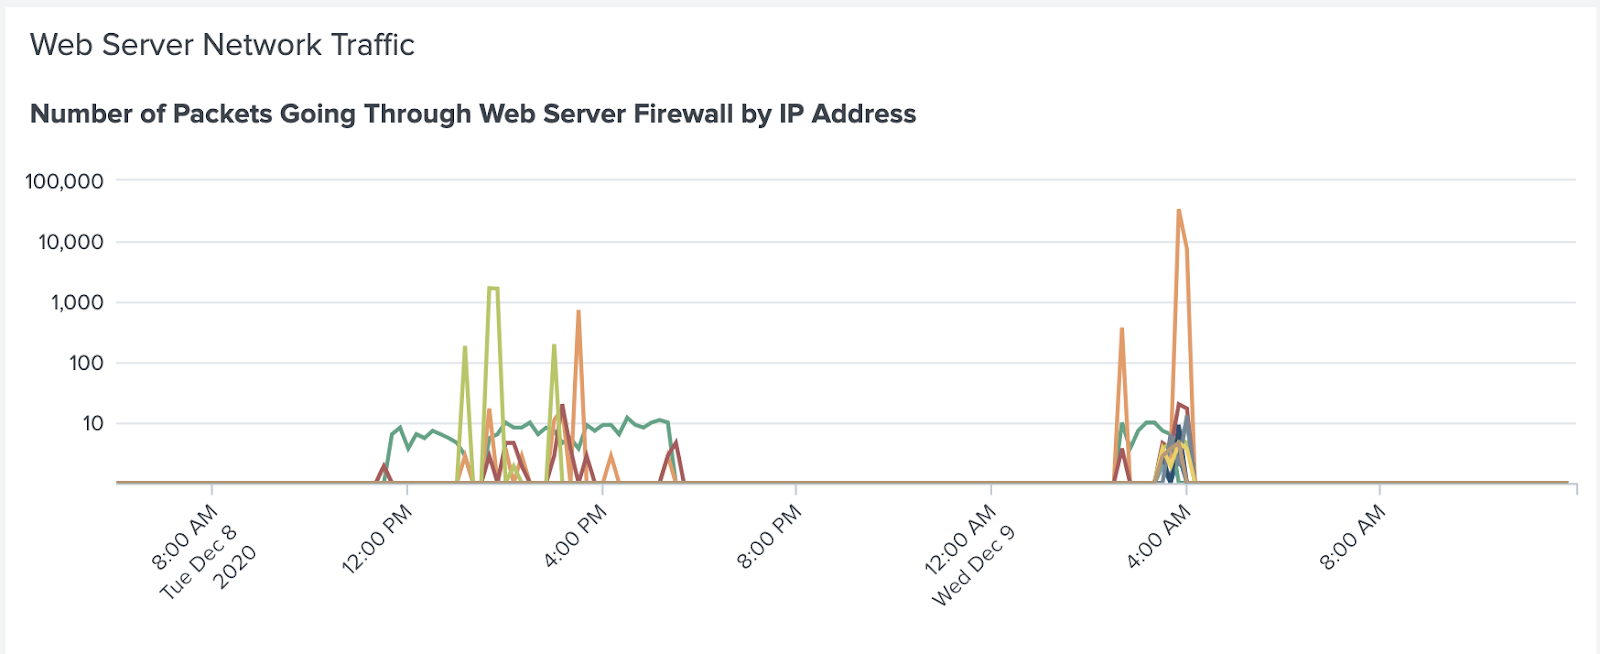 Web Server Network Traffic
Number of Packets Going Through Web Server Firewall by IP Address
100,000
10,000
1,000
100
10
8:00 AM
Tue Dec 8
2020
12:00 PM
4:00 PM
8:00 PM
12:00 AM
Wed Dec 9
4:00 AM
8:00 AM